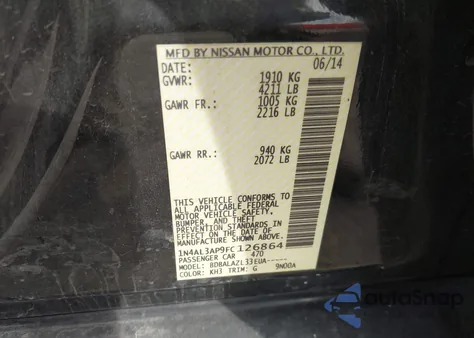 MFD BY NISSAN MOTOR CO., LTD.
DATE: 06/14
GVWR: 1910 KG
4211 LB
GAWR FR: 1005 KG
2216 LB
GAWR RR: 940 KG
2072 LB
THIS VEHICLE CONFORMS TO
ALL APPLICABLE FEDERAL
MOTOR VEHICLE SAFETY,
BUMPER, AND THEFT
PREVENTION STANDARDS IN
EFFECT ON THE DATE OF
MANUFACTURE SHOWN ABOVE.
1N4AL3AP9FC126864
PASSENGER CAR 470
MODEL: BDBALAZL33EUA-----
COLOR: KH3 TRIM: G 9N00A
autoSnap